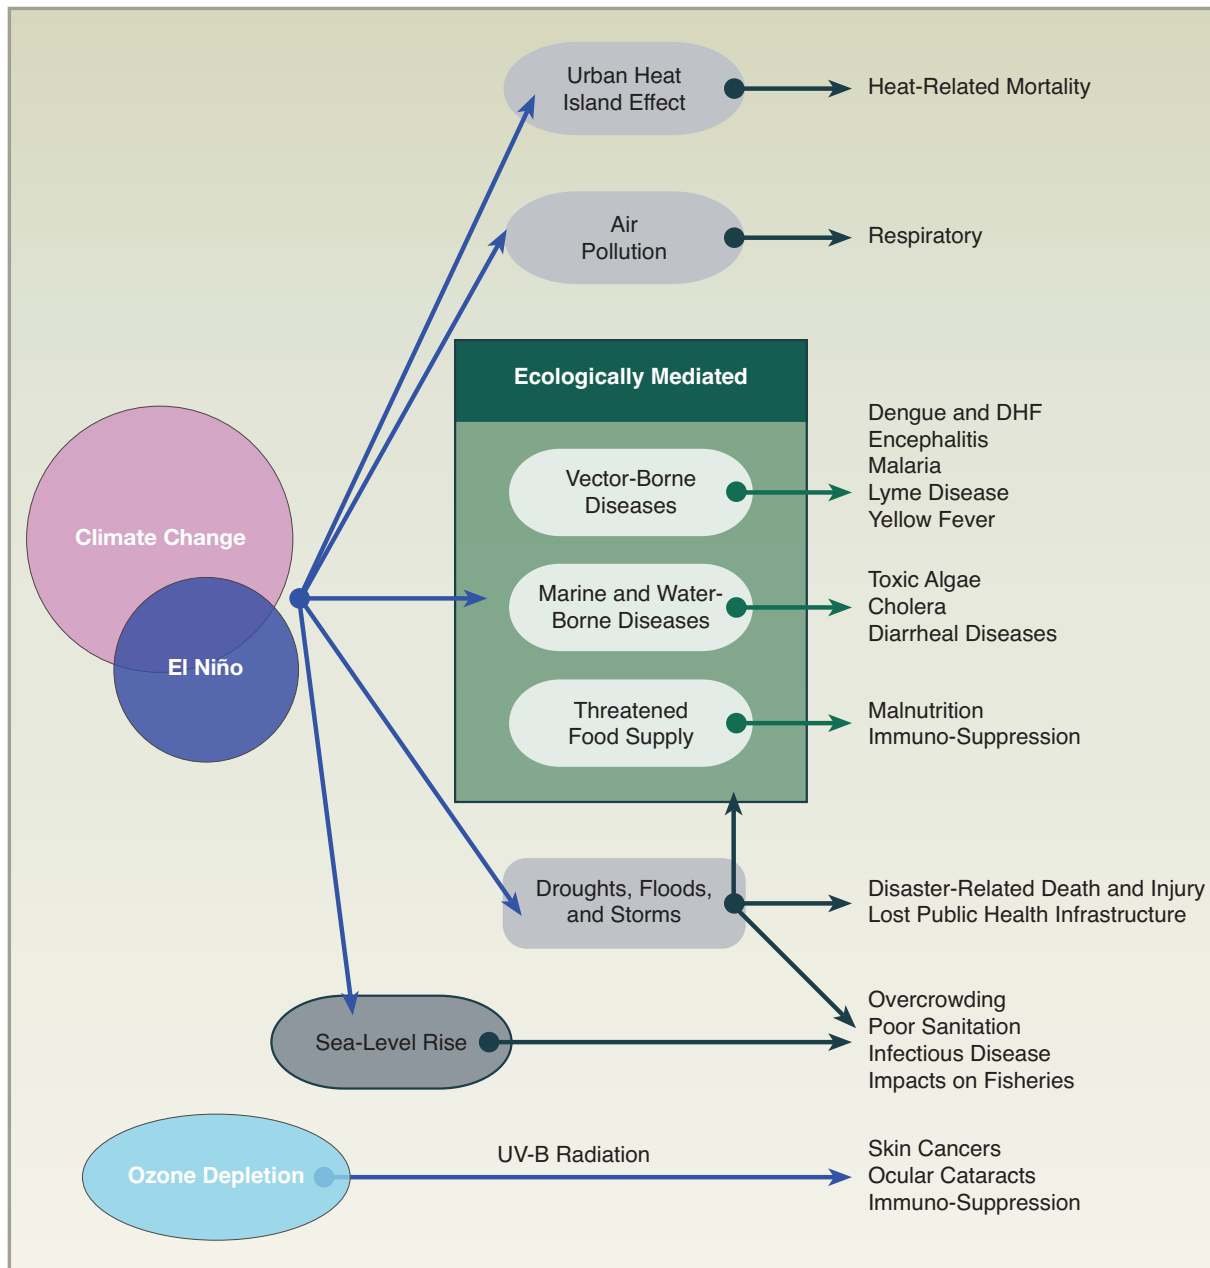 Urban Heat
Island Effect
Heat-Related Mortality
Air
Pollution
Respiratory
Ecologically Mediated
Vector-Borne
Diseases
Dengue and DHF
Encephalitis
Malaria
Lyme Disease
Yellow Fever
Climate Change
El Niño
Marine and Water-
Borne Diseases
Toxic Algae
Cholera
Diarrheal Diseases
Threatened
Food Supply
Malnutrition
Immuno-Suppression
Droughts, Floods,
and Storms
Disaster-Related Death and Injury
Lost Public Health Infrastructure
Sea-Level Rise
Overcrowding
Poor Sanitation
Infectious Disease
Impacts on Fisheries
Ozone Depletion
UV-B Radiation
Skin Cancers
Ocular Cataracts
Immuno-Suppression